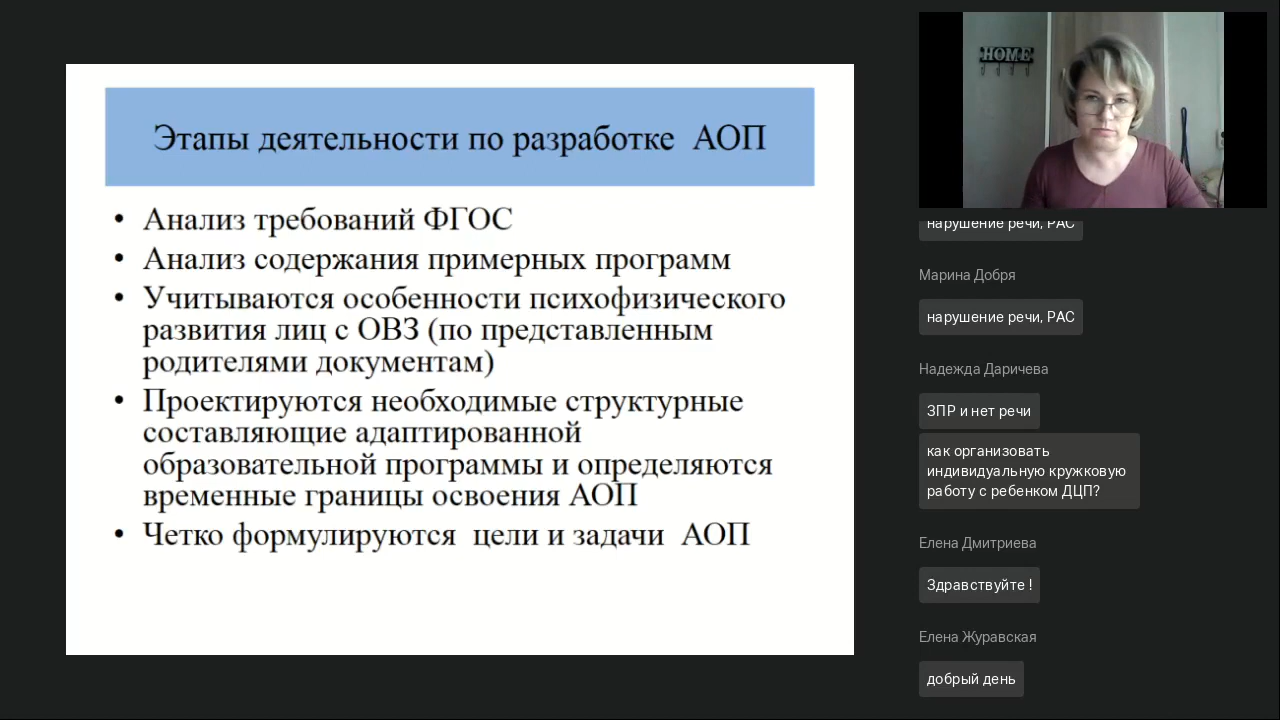 Этапы деятельности по разработке АОП
• Анализ требований ФГОС
• Анализ содержания примерных программ
• Учитываются особенности психофизического
развития лиц с ОВЗ (по представленным
родителями документам)
• Проектируются необходимые структурные
составляющие адаптированной
образовательной программы и определяются
временные границы освоения АОП
• Четко формулируются цели и задачи АОП
HOME
нарушение речи, РАС
Марина Добря
нарушение речи, РАС
Надежда Даричева
ЗПР и нет речи
как организовать
индивидуальную кружковую
работу с ребенком ДЦП?
Елена Дмитриева
Здравствуйте !
Елена Журавская
добрый день